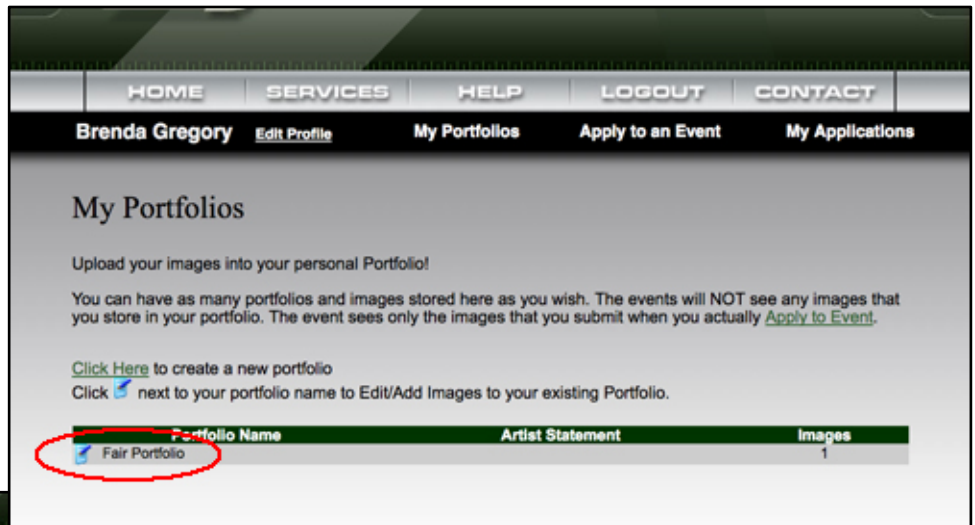 HOME SERVICES HELP LOGOUT CONTACT
Brenda Gregory Edit Profile My Portfolios Apply to an Event My Applications
My Portfolios
Upload your images into your personal Portfolio!
You can have as many portfolios and images stored here as you wish. The events will NOT see any images that
you store in your portfolio. The event sees only the images that you submit when you actually Apply to Event.
Click Here to create a new portfolio
Click next to your portfolio name to Edit/Add Images to your existing Portfolio.
Portfolio Name Artist Statement Images
Fair Portfolio 1